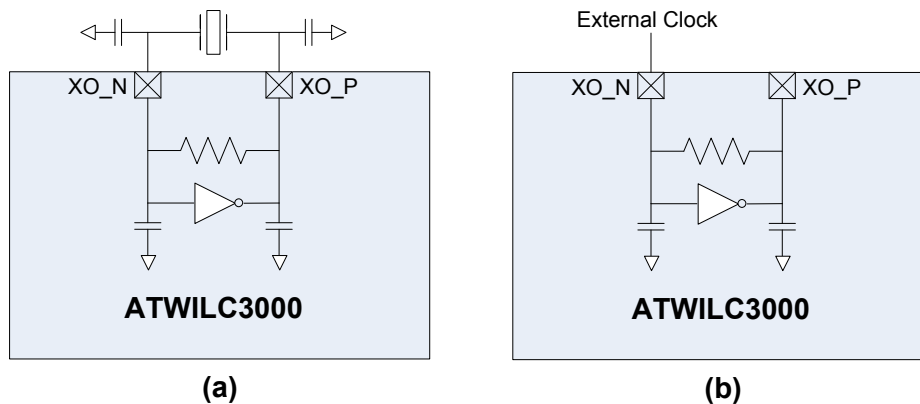 External Clock
XO_N
XO_P
XO_N
XO_P
ATWILC3000
ATWILC3000
(a)
(b)